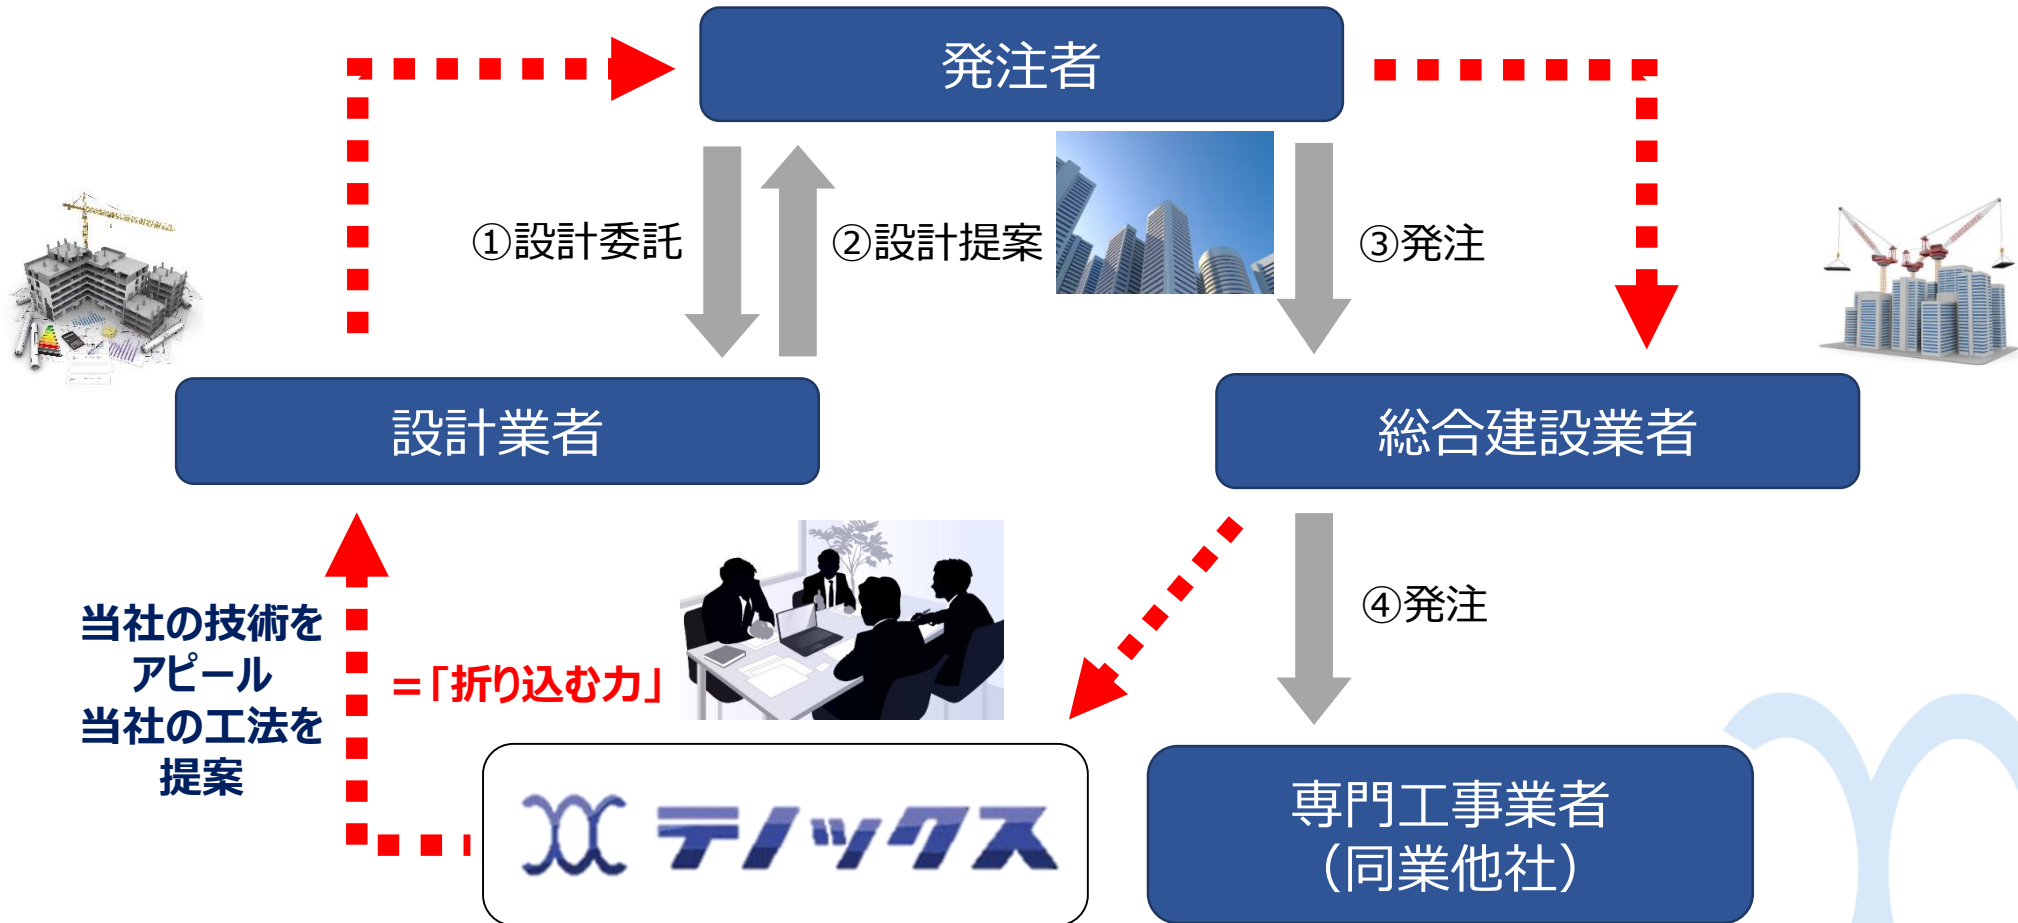 発注者
①設計委託
②設計提案
③発注
設計業者
総合建設業者
当社の技術を
アピール
当社の工法を
提案
=「折り込む力」
④発注
テノックス
専門工事業者
（同業他社）